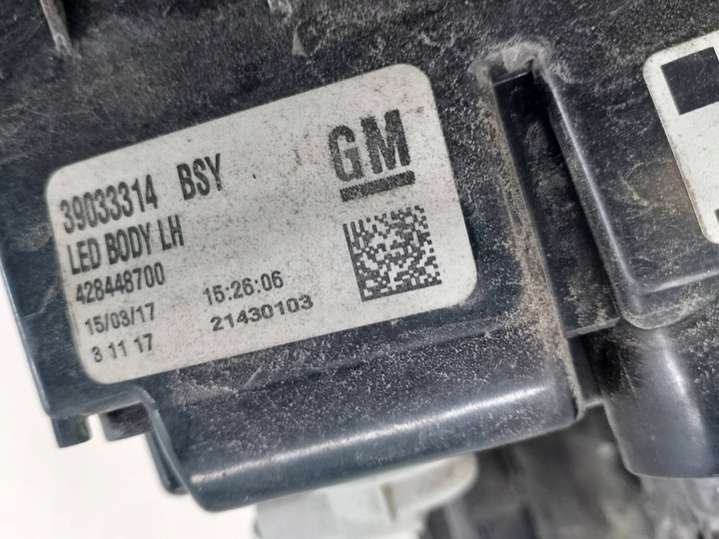 GM
39033314 BSY
LED BODY LH
428448700
15/03/17 15:26:06
3 11 17 21430103